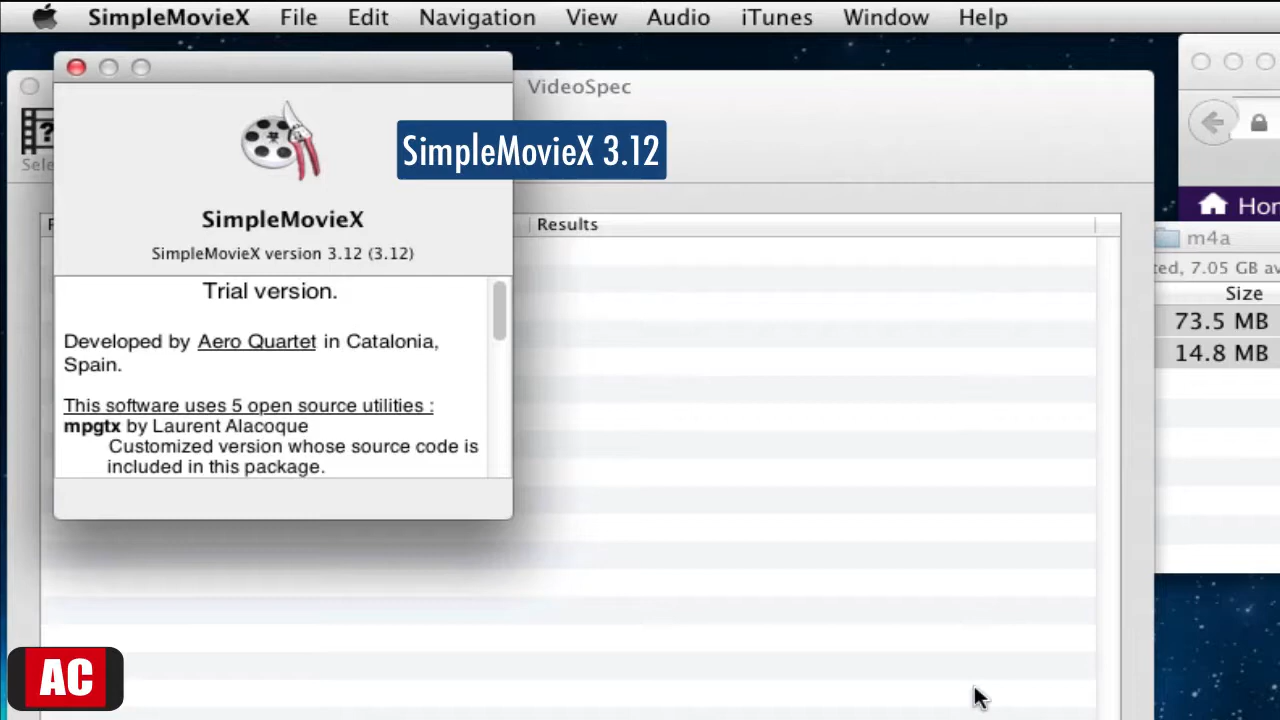 SimpleMovieX File Edit Navigation View Audio iTunes Window Help
VideoSpec
SimpleMovieX 3.12
SimpleMovieX
SimpleMovieX version 3.12 (3.12)
Trial version.
Developed by Aero Quartet in Catalonia,
Spain.
This software uses 5 open source utilities :
mpgtx by Laurent Alacoque
Customized version whose source code is
included in this package.
Results
m4a
7.05 GB
Size
73.5 MB
14.8 MB
AC